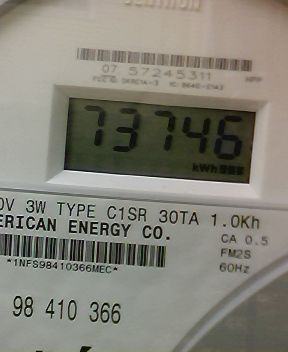 CENTRON
07 57245311
73746
kWh
0V 3W TYPE C1SR 30TA 1.0Kh
ERICAN ENERGY CO. CA 0.5
FM2S
*1NFS98410366MEC* 60Hz
98 410 366